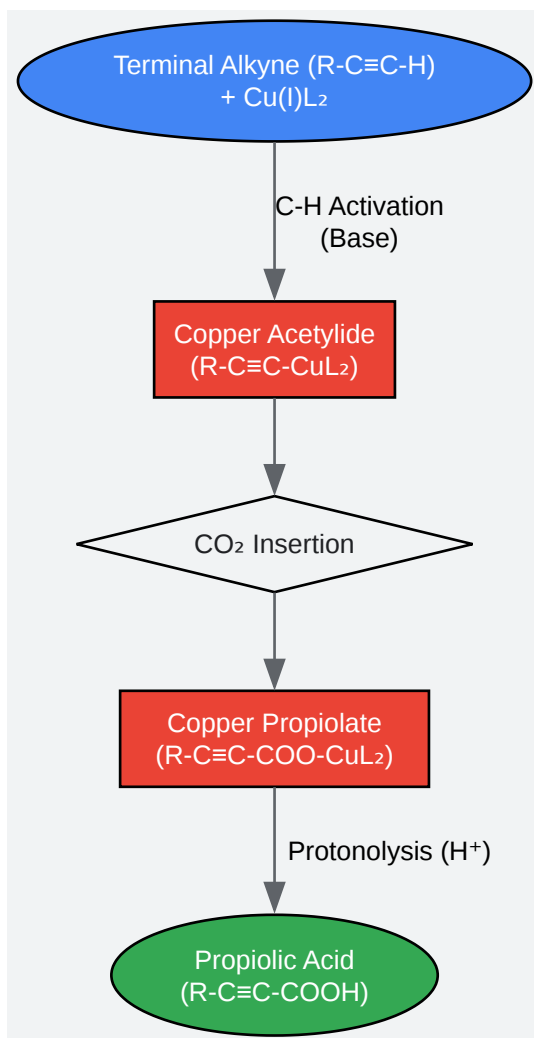 Terminal Alkyne (R-C≡C-H)
+ Cu(I)L₂
C-H Activation
(Base)
Copper Acetylide
(R-C≡C-CuL₂)
CO₂ Insertion
Copper Propiolate
(R-C≡C-COO-CuL₂)
Protonolysis (H⁺)
Propiolic Acid
(R-C≡C-COOH)